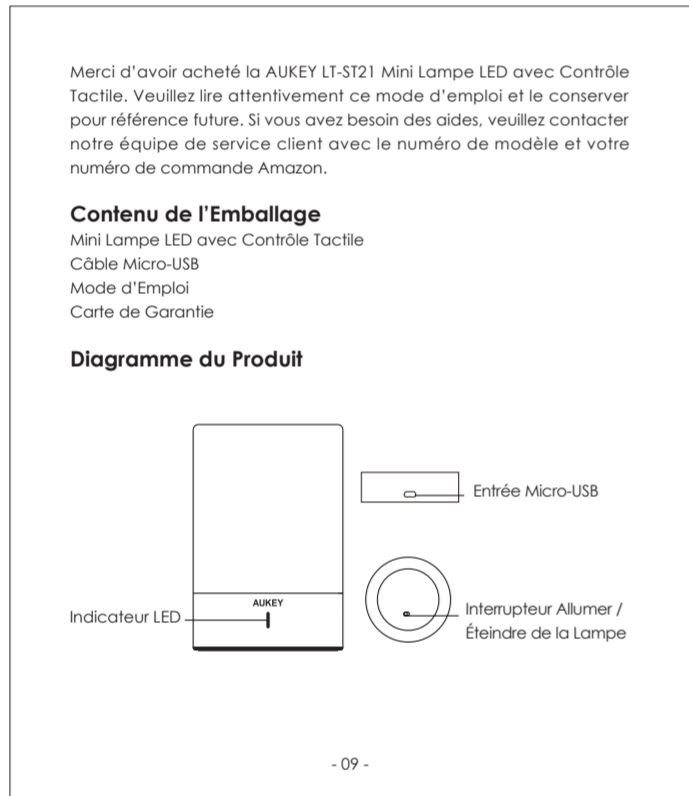 Merci d'avoir acheté la AUKEY LT-ST21 Mini Lampe LED avec Contrôle
Tactile. Veuillez lire attentivement ce mode d'emploi et le conserver
pour référence future. Si vous avez besoin des aides, veuillez contacter
notre équipe de service client avec le numéro de modèle et votre
numéro de commande Amazon.
Contenu de l'Emballage
Mini Lampe LED avec Contrôle Tactile
Câble Micro-USB
Mode d'Emploi
Carte de Garantie
Diagramme du Produit
Entrée Micro-USB
AUKEY
Indicateur LED
Interrupteur Allumer /
Éteindre de la Lampe
- 09 -